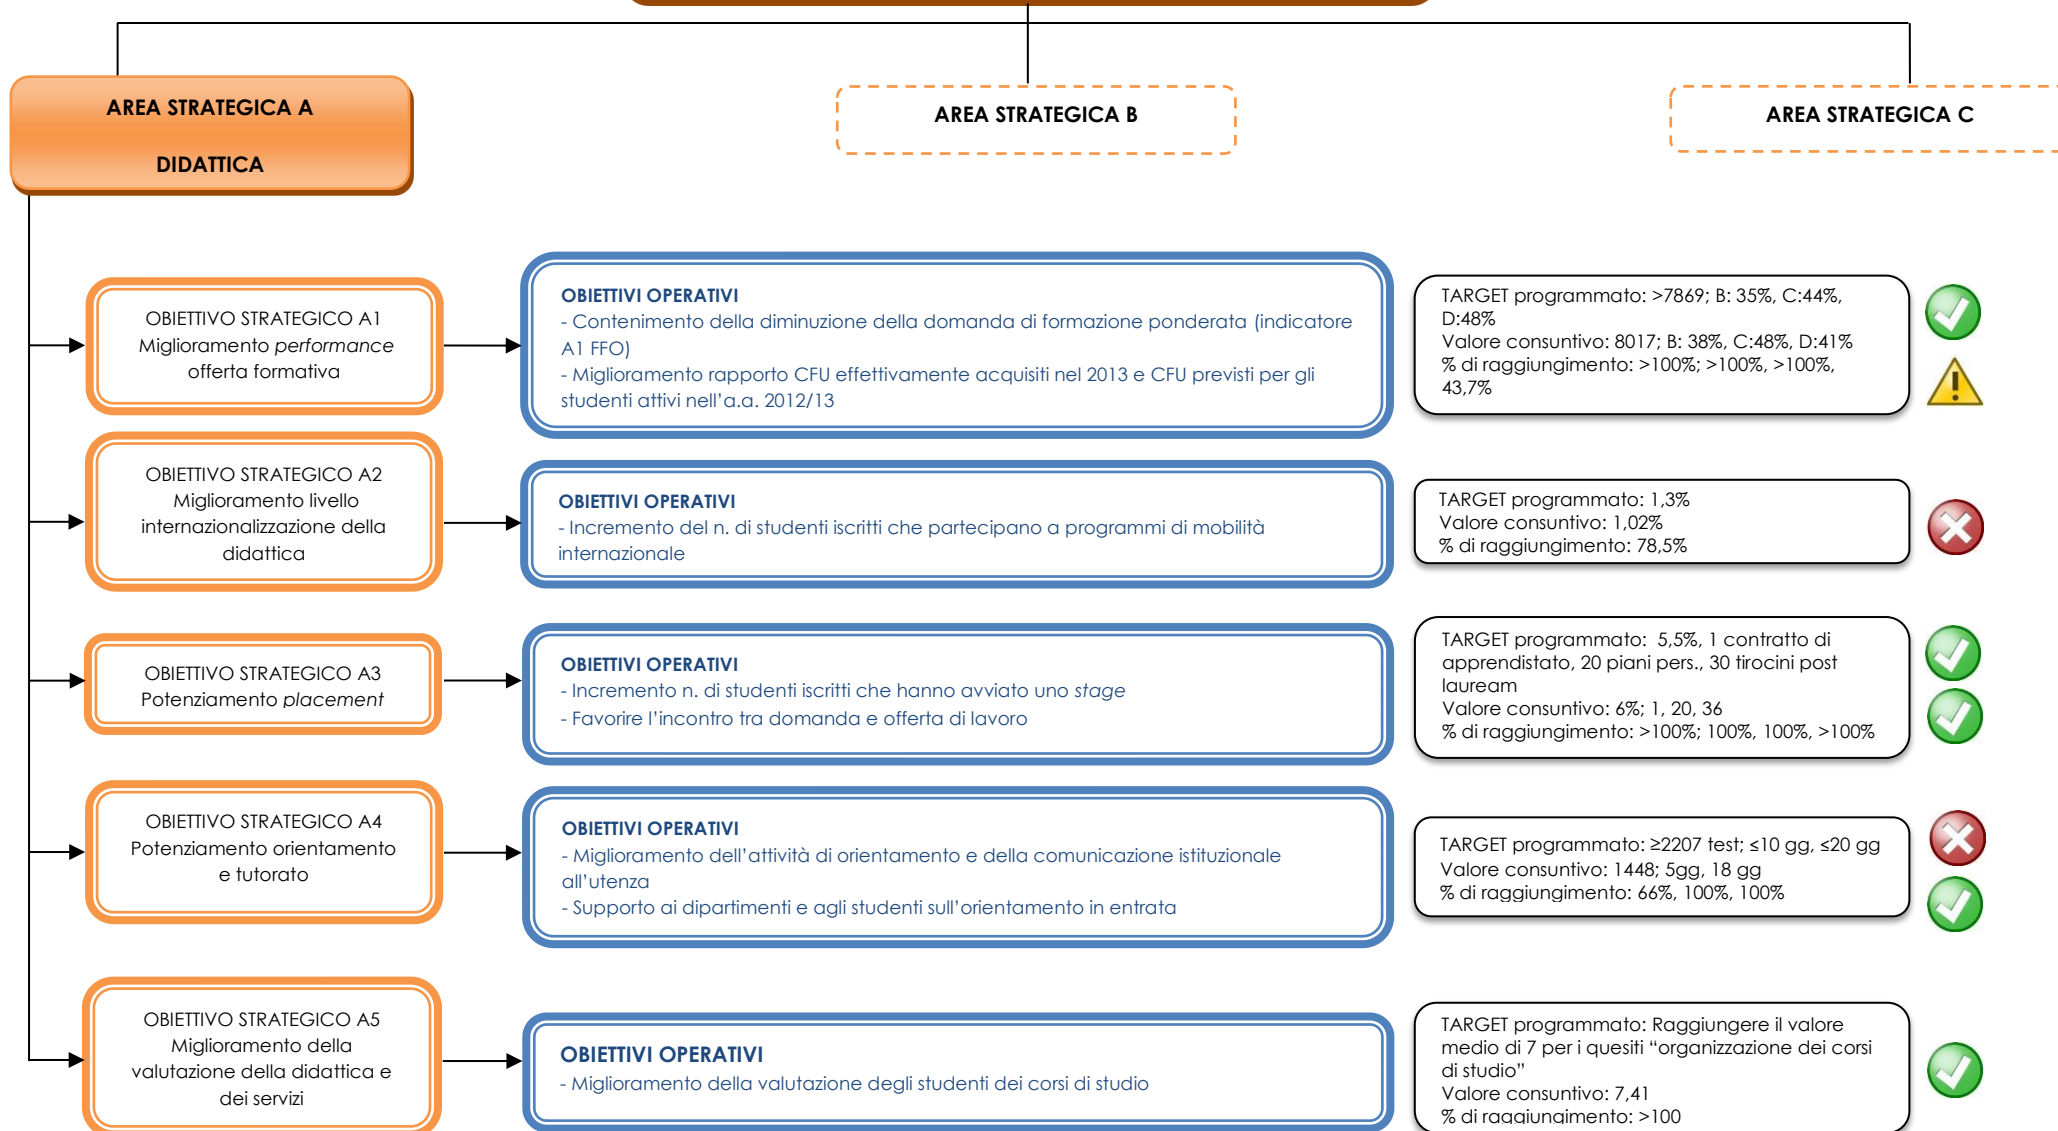 AREA STRATEGICA A
DIDATTICA
AREA STRATEGICA B
AREA STRATEGICA C
OBIETTIVO STRATEGICO A1
Miglioramento performance
offerta formativa
OBIETTIVI OPERATIVI
- Contenimento della diminuzione della domanda di formazione ponderata (indicatore
A1 FFO)
- Miglioramento rapporto CFU effettivamente acquisiti nel 2013 e CFU previsti per gli
studenti attivi nell’a.a. 2012/13
TARGET programmato: >7869; B: 35%, C:44%,
D:48%
Valore consuntivo: 8017; B: 38%, C:48%, D:41%
% di raggiungimento: >100%; >100%, >100%,
43,7%
OBIETTIVO STRATEGICO A2
Miglioramento livello
internazionalizzazione della
didattica
OBIETTIVI OPERATIVI
- Incremento del n. di studenti iscritti che partecipano a programmi di mobilità
internazionale
TARGET programmato: 1,3%
Valore consuntivo: 1,02%
% di raggiungimento: 78,5%
OBIETTIVO STRATEGICO A3
Potenziamento placement
OBIETTIVI OPERATIVI
- Incremento n. di studenti iscritti che hanno avviato uno stage
- Favorire l’incontro tra domanda e offerta di lavoro
TARGET programmato: 5,5%, 1 contratto di
apprendistato, 20 piani pers., 30 tirocini post
lauream
Valore consuntivo: 6%; 1, 20, 36
% di raggiungimento: >100%; 100%, 100%, >100%
OBIETTIVO STRATEGICO A4
Potenziamento orientamento
e tutorato
OBIETTIVI OPERATIVI
- Miglioramento dell’attività di orientamento e della comunicazione istituzionale
all’utenza
- Supporto ai dipartimenti e agli studenti sull’orientamento in entrata
TARGET programmato: ≥2207 test; ≤10 gg, ≤20 gg
Valore consuntivo: 1448; 5gg, 18 gg
% di raggiungimento: 66%, 100%, 100%
OBIETTIVO STRATEGICO A5
Miglioramento della
valutazione della didattica e
dei servizi
OBIETTIVI OPERATIVI
- Miglioramento della valutazione degli studenti dei corsi di studio
TARGET programmato: Raggiungere il valore
medio di 7 per i quesiti “organizzazione dei corsi
di studio”
Valore consuntivo: 7,41
% di raggiungimento: >100